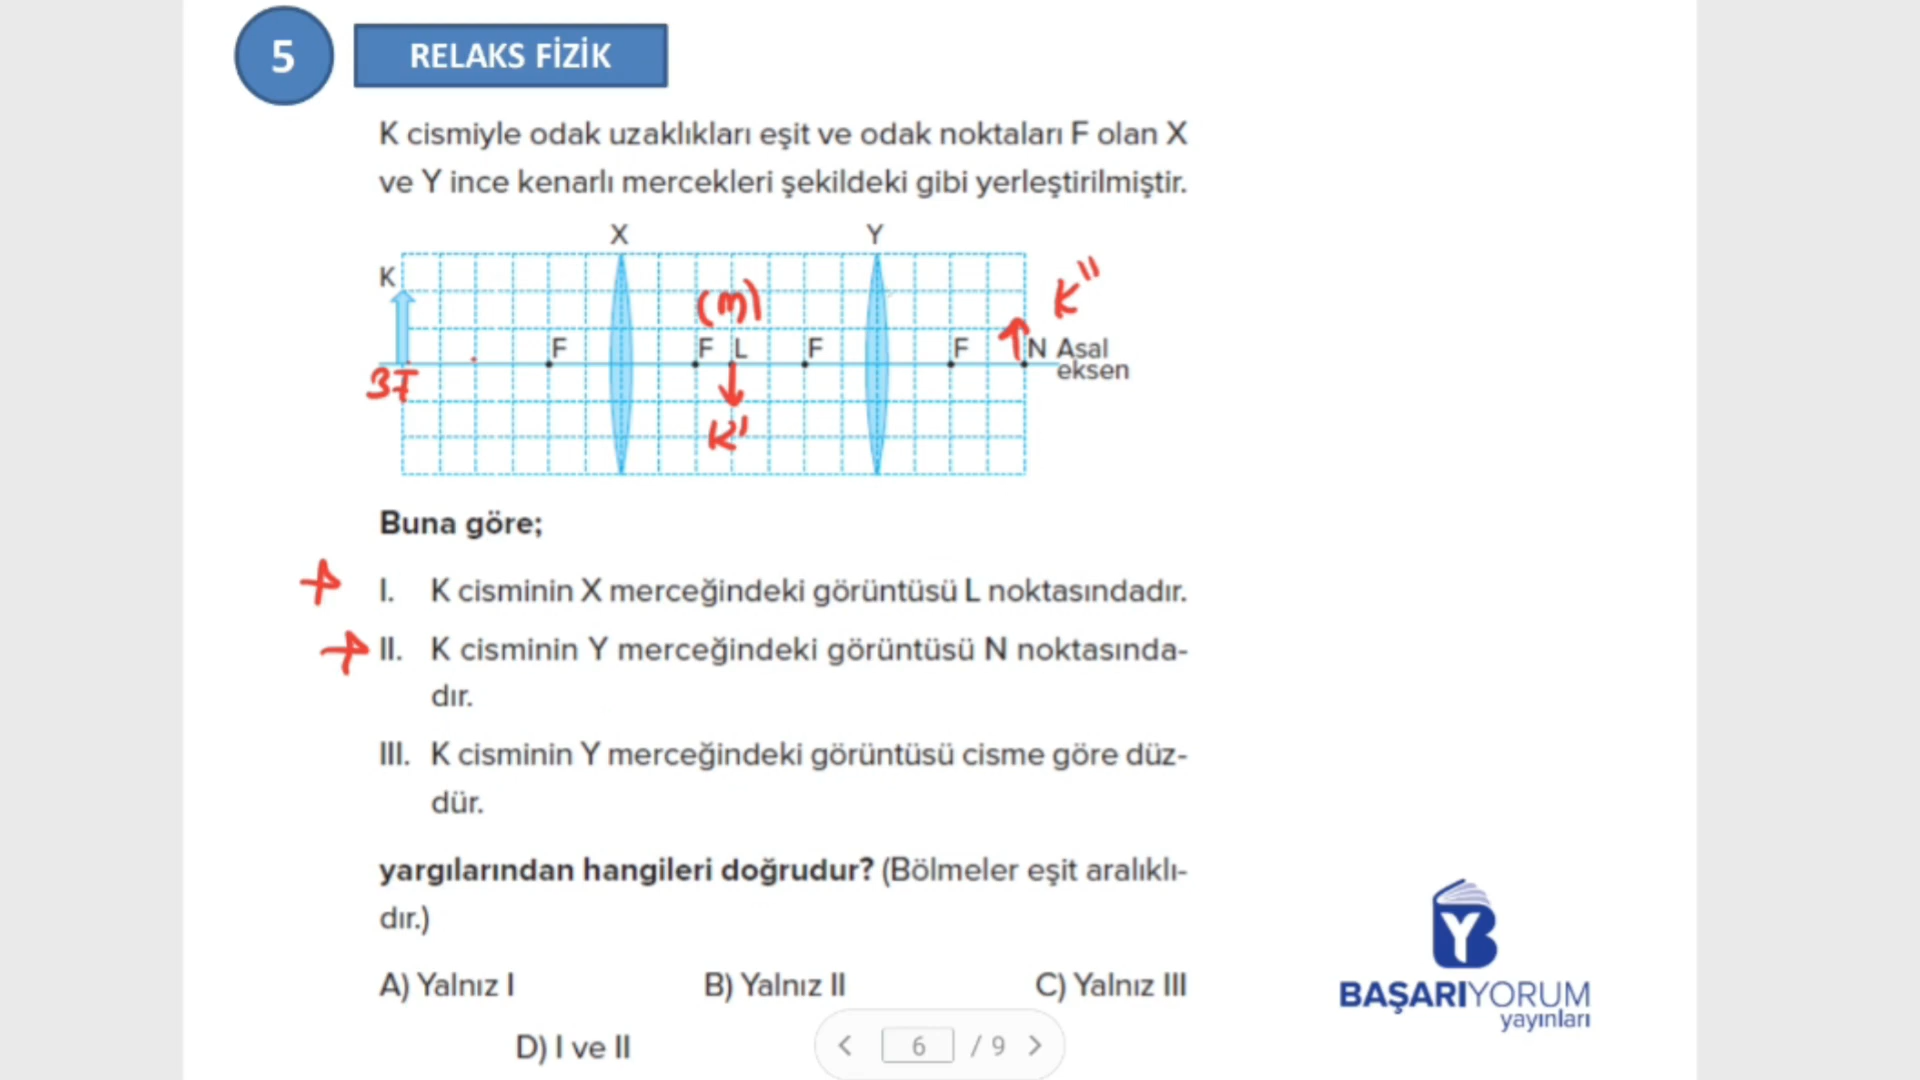 5
RELAKS FİZİK
K cismiyle odak uzaklıkları eşit ve odak noktaları F olan X
ve Y ince kenarlı mercekleri şekildeki gibi yerleştirilmiştir.
X Y
K
(m)
K''
F F L F F N Asal
eksen
3F
K'
Buna göre;
+ I. K cisminin X merceğindeki görüntüsü L noktasındadır.
+ II. K cisminin Y merceğindeki görüntüsü N noktasında-
dır.
III. K cisminin Y merceğindeki görüntüsü cisme göre düz-
dür.
yargılarından hangileri doğrudur? (Bölmeler eşit aralıklı-
dır.)
A) Yalnız I B) Yalnız II C) Yalnız III
D) I ve II
6 / 9
Y
BAŞARIYORUM
yayınları